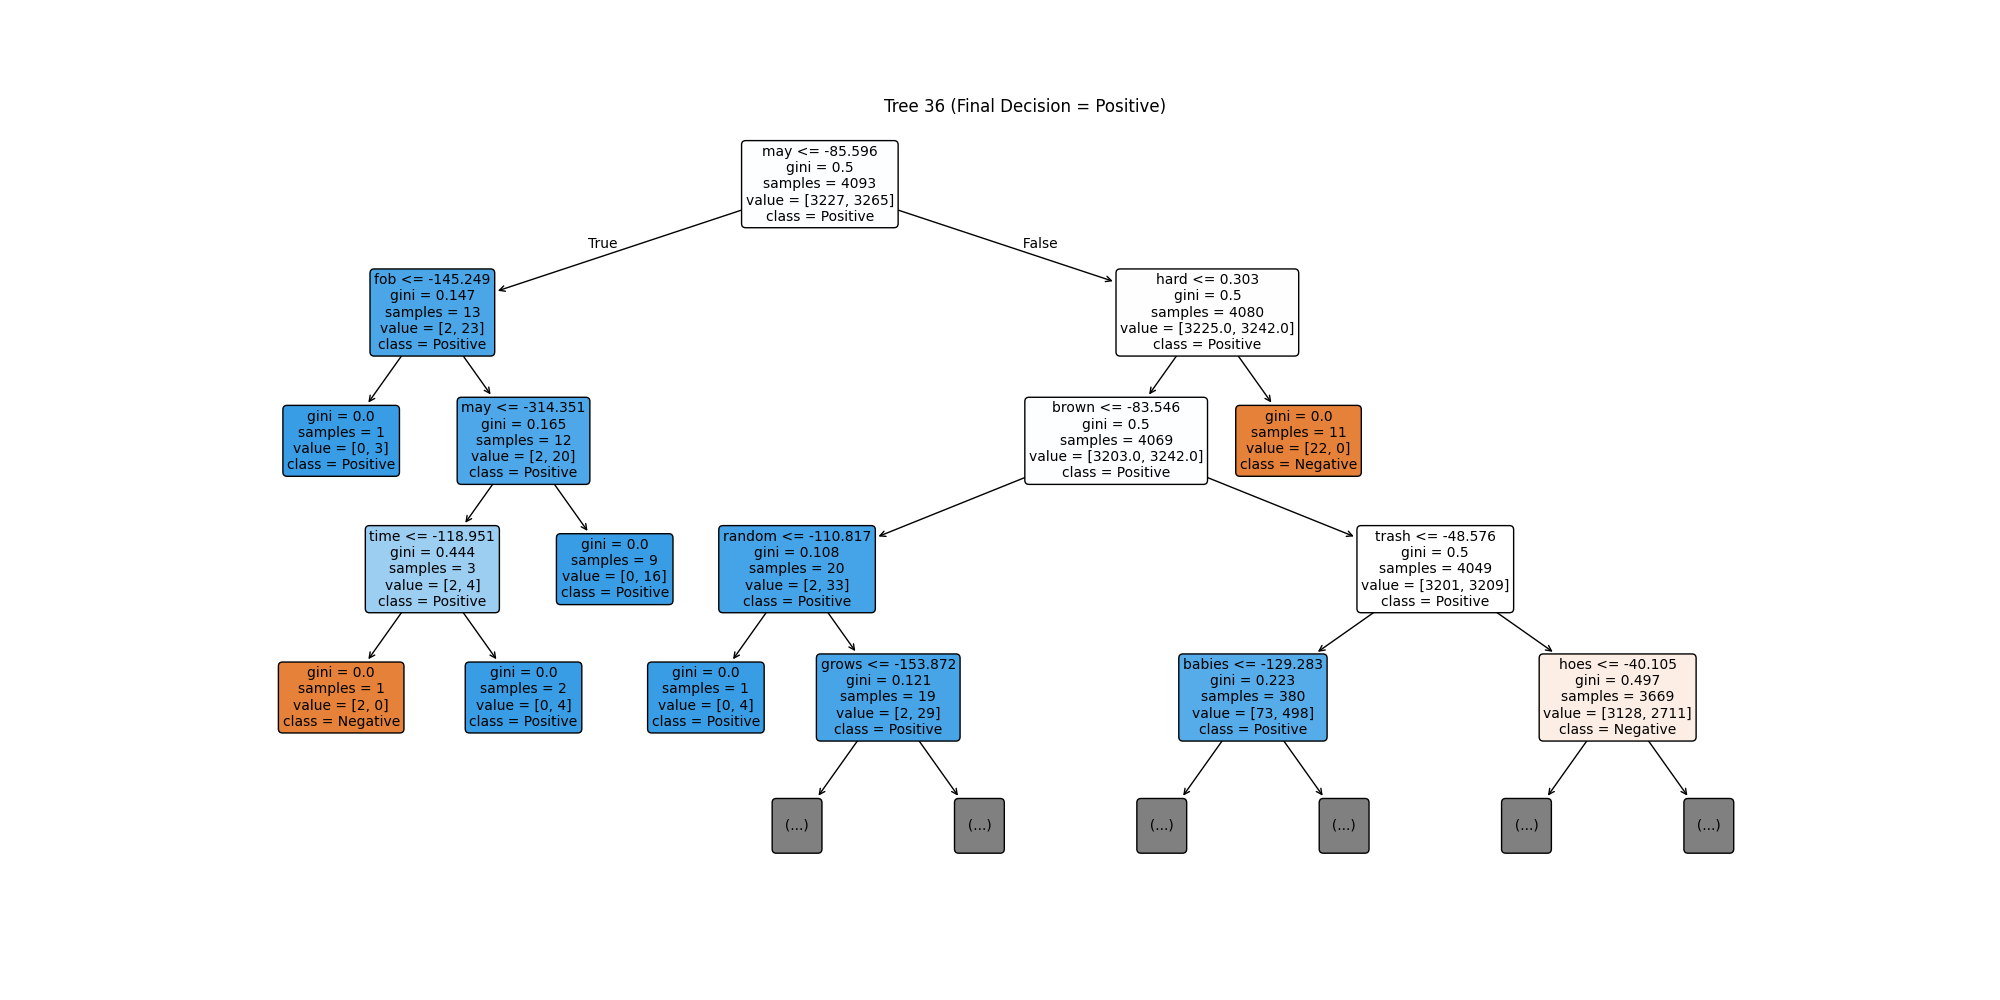 Tree 36 (Final Decision = Positive)
may <= -85.596
gini = 0.5
samples = 4093
value = [3227, 3265]
class = Positive
True
False
fob <= -145.249
gini = 0.147
samples = 13
value = [2, 23]
class = Positive
hard <= 0.303
gini = 0.5
samples = 4080
value = [3225.0, 3242.0]
class = Positive
gini = 0.0
samples = 1
value = [0, 3]
class = Positive
may <= -314.351
gini = 0.165
samples = 12
value = [2, 20]
class = Positive
brown <= -83.546
gini = 0.5
samples = 4069
value = [3203.0, 3242.0]
class = Positive
gini = 0.0
samples = 11
value = [22, 0]
class = Negative
time <= -118.951
gini = 0.444
samples = 3
value = [2, 4]
class = Positive
gini = 0.0
samples = 9
value = [0, 16]
class = Positive
random <= -110.817
gini = 0.108
samples = 20
value = [2, 33]
class = Positive
trash <= -48.576
gini = 0.5
samples = 4049
value = [3201, 3209]
class = Positive
gini = 0.0
samples = 1
value = [2, 0]
class = Negative
gini = 0.0
samples = 2
value = [0, 4]
class = Positive
gini = 0.0
samples = 1
value = [0, 4]
class = Positive
grows <= -153.872
gini = 0.121
samples = 19
value = [2, 29]
class = Positive
babies <= -129.283
gini = 0.223
samples = 380
value = [73, 498]
class = Positive
hoes <= -40.105
gini = 0.497
samples = 3669
value = [3128, 2711]
class = Negative
(...)
(...)
(...)
(...)
(...)
(...)